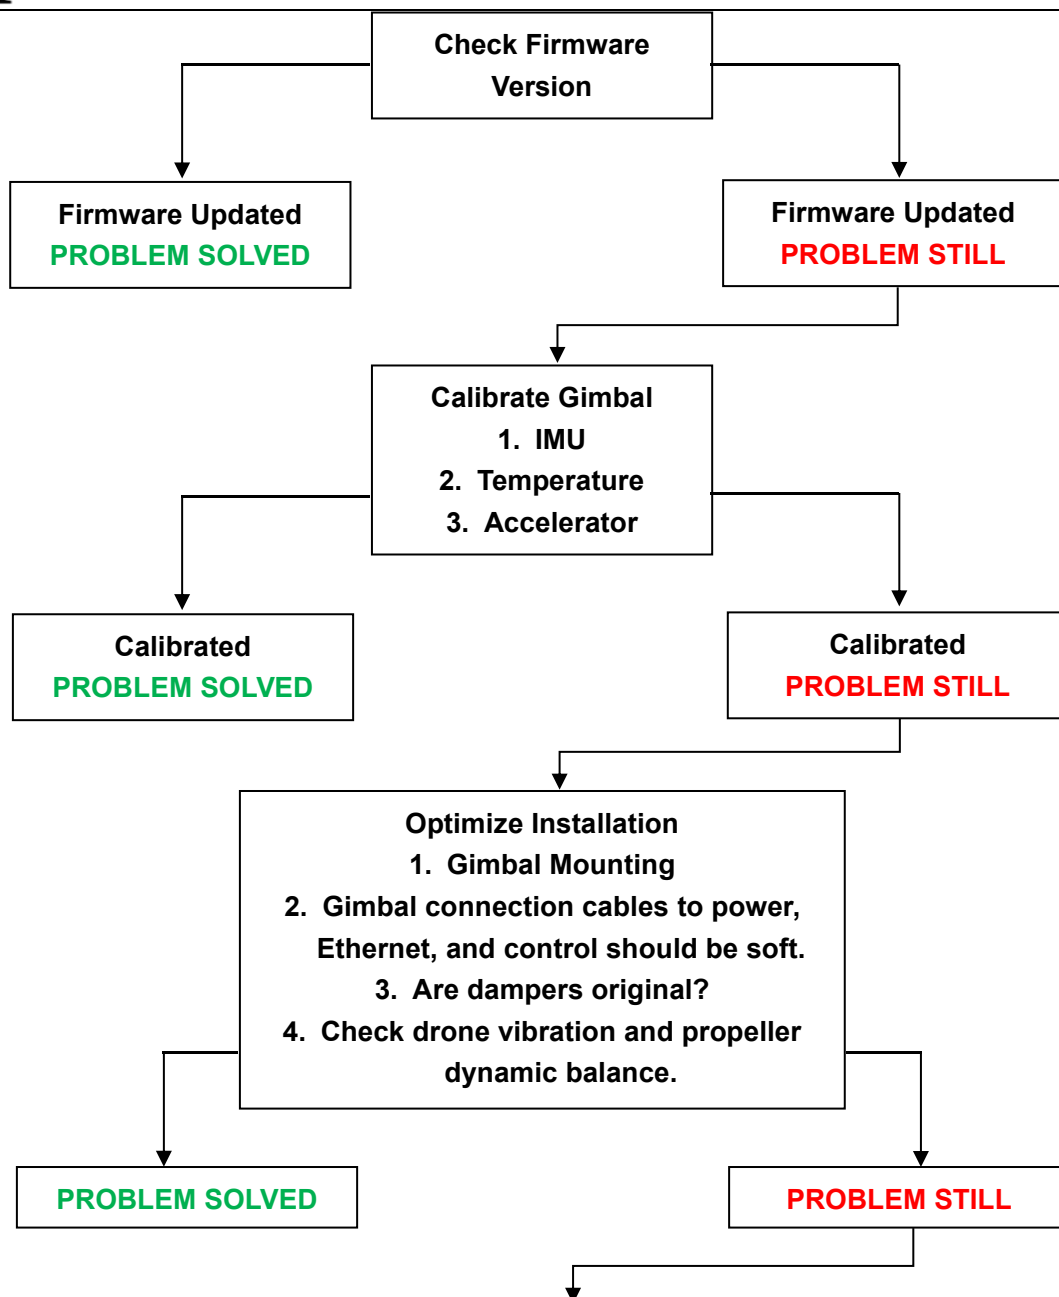 Check Firmware
Version
Firmware Updated
PROBLEM SOLVED
Firmware Updated
PROBLEM STILL
Calibrate Gimbal
1. IMU
2. Temperature
3. Accelerator
Calibrated
PROBLEM SOLVED
Calibrated
PROBLEM STILL
Optimize Installation
1. Gimbal Mounting
2. Gimbal connection cables to power,
Ethernet, and control should be soft.
3. Are dampers original?
4. Check drone vibration and propeller
dynamic balance.
PROBLEM SOLVED
PROBLEM STILL